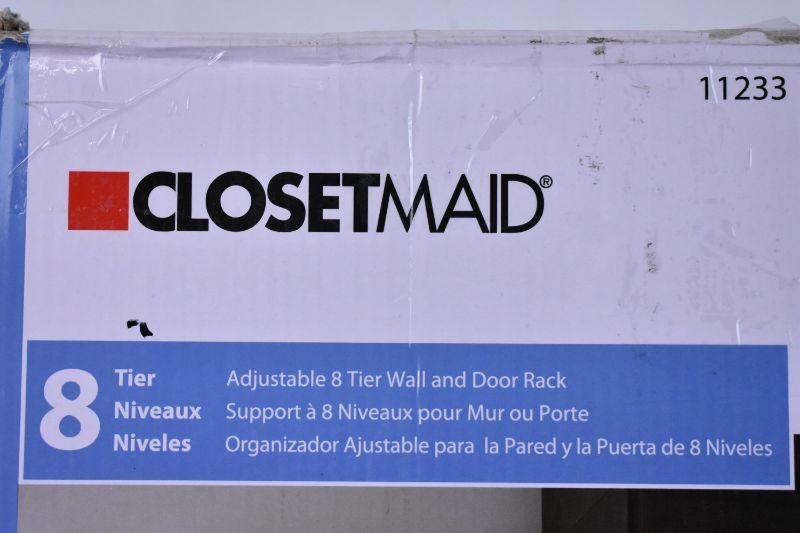 11233
CLOSETMAID®
8
Tier
Adjustable 8 Tier Wall and Door Rack
Niveaux
Support à 8 Niveaux pour Mur ou Porte
Niveles
Organizador Ajustable para la Pared y la Puerta de 8 Niveles